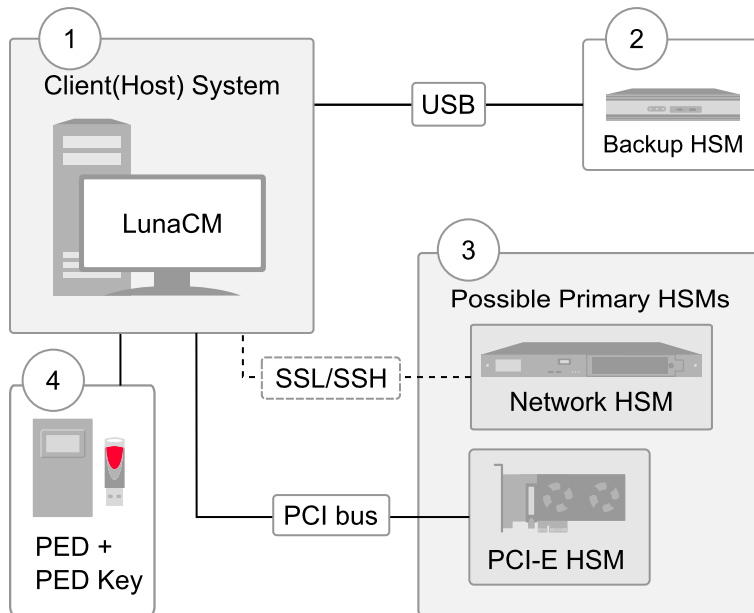 1
Client(Host) System
LunaCM
USB
2
Backup HSM
3
Possible Primary HSMs
Network HSM
SSL/SSH
PCI bus
PCI-E HSM
4
PED +
PED Key